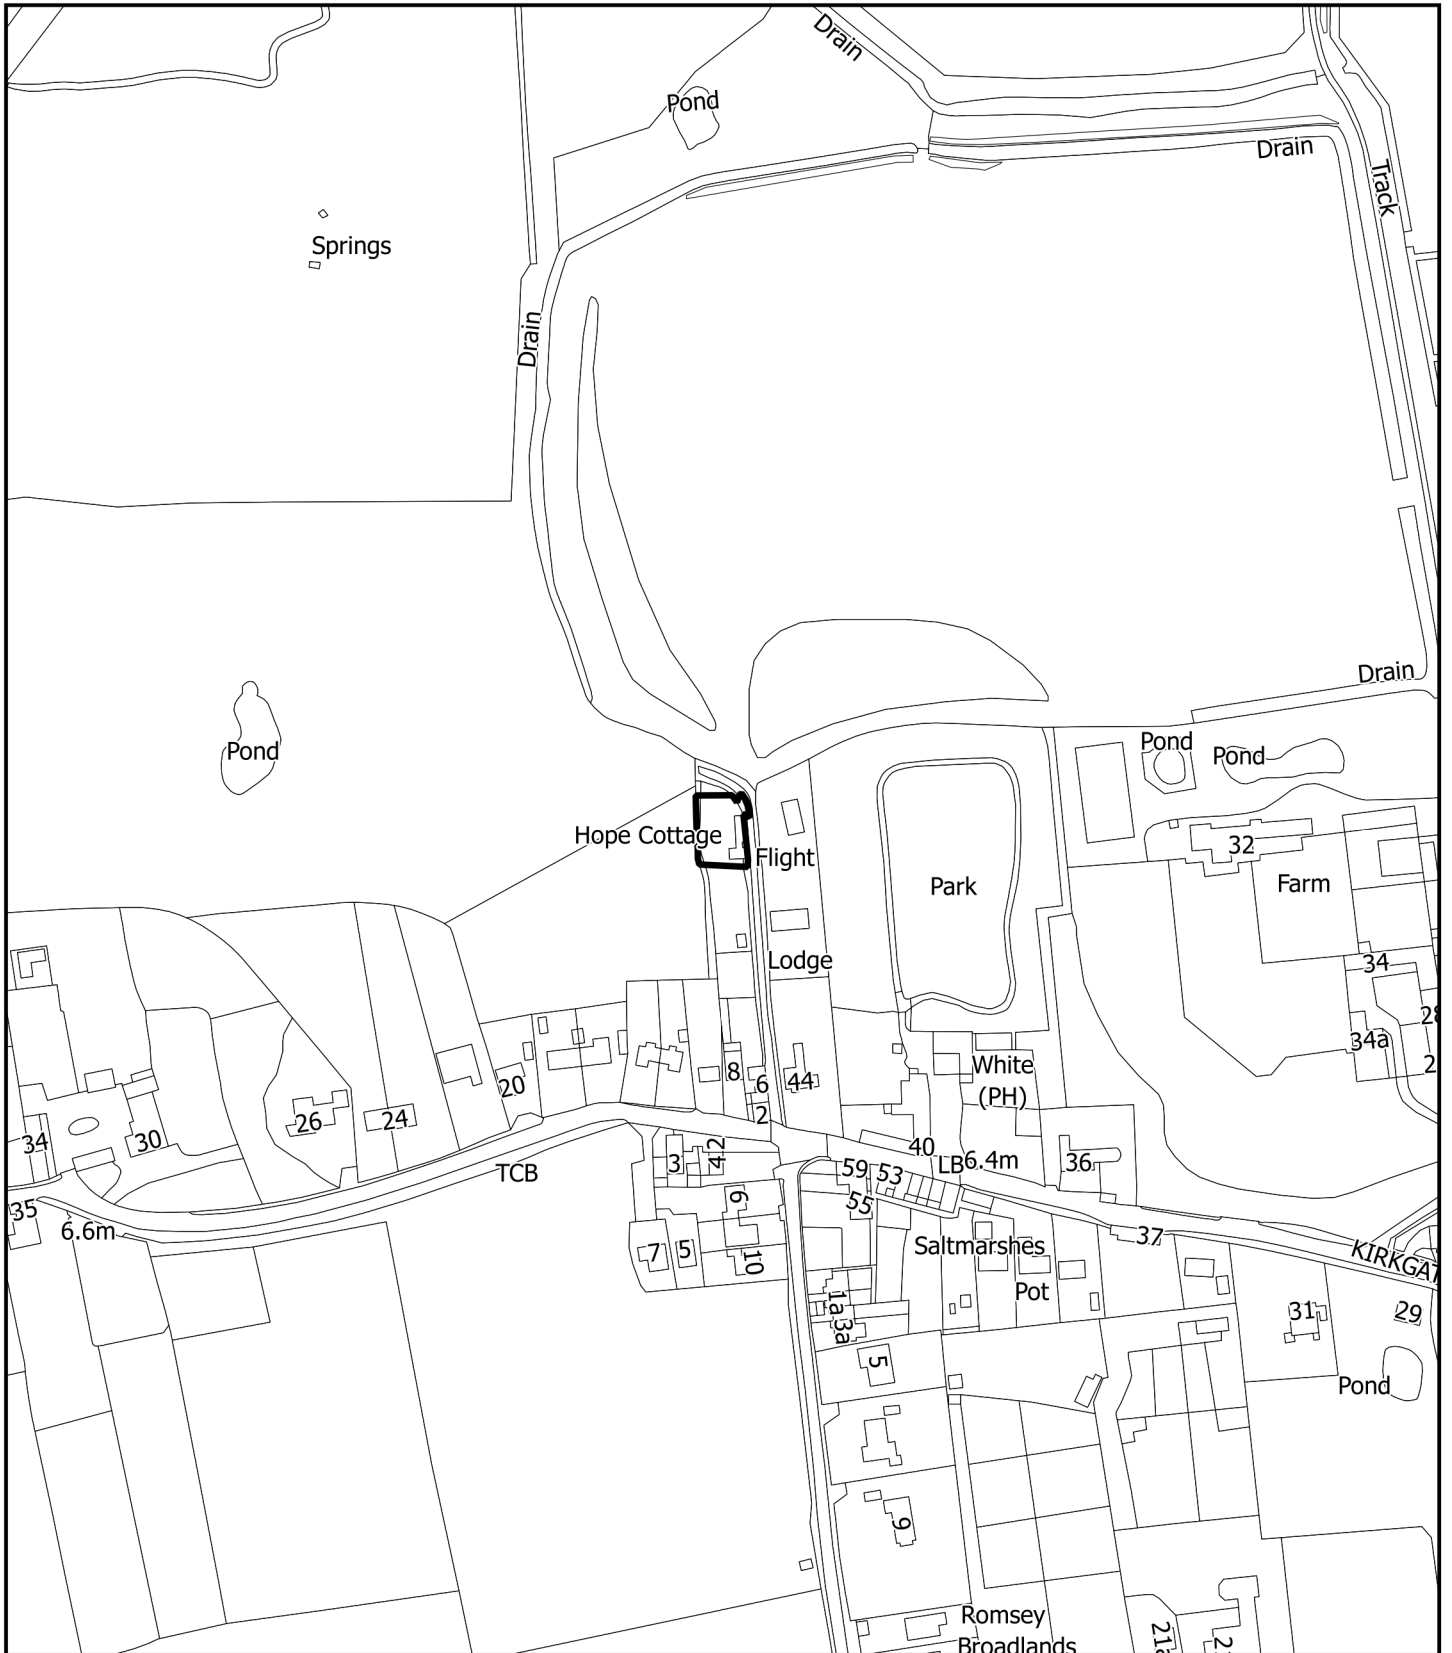 Drain
Pond
Drain
Track
Springs
Drain
Drain
Pond
Pond
Pond
Hope Cottage
Flight
32
Park
Farm
Lodge
34
34a
White
(PH)
8
6
44
20
2
26
24
34
30
40
42
LB
6.4m
36
3
59
53
TCB
55
6
35
6.6m
37
Saltmarshes
7
5
10
KIRKGAT
Pot
1a
3a
31
29
5
Pond
9
Romsey
Broadlands
21a